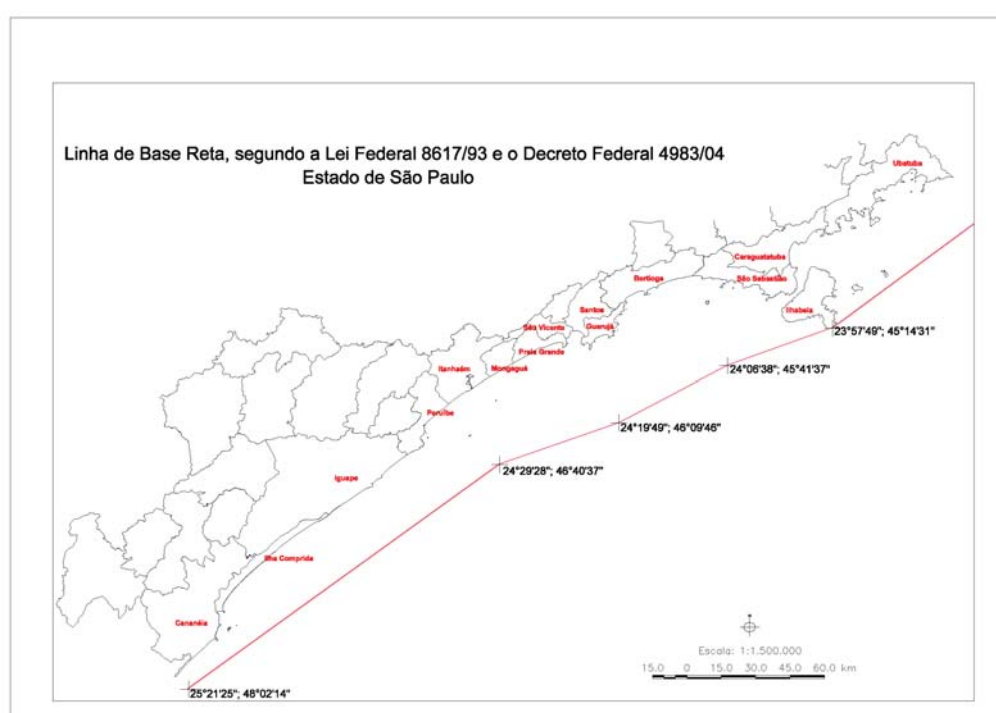 Linha de Base Reta, segundo a Lei Federal 8617/93 e o Decreto Federal 4983/04
Estado de São Paulo
Ubatuba
Caraguatatuba
São Sebastião
Bertioga
Ilhabela
Santos
Guarujá
São Vicente
23°57'49"; 45°14'31"
Praia Grande
24°06'38"; 45°41'37"
Itanhaém
Mongaguá
Peruíbe
24°19'49"; 46°09'46"
24°29'28"; 46°40'37"
Iguape
Ilha Comprida
Cananéia
Escala: 1:1.500.000
15.0 0 15.0 30.0 45.0 60.0 km
25°21'25"; 48°02'14"